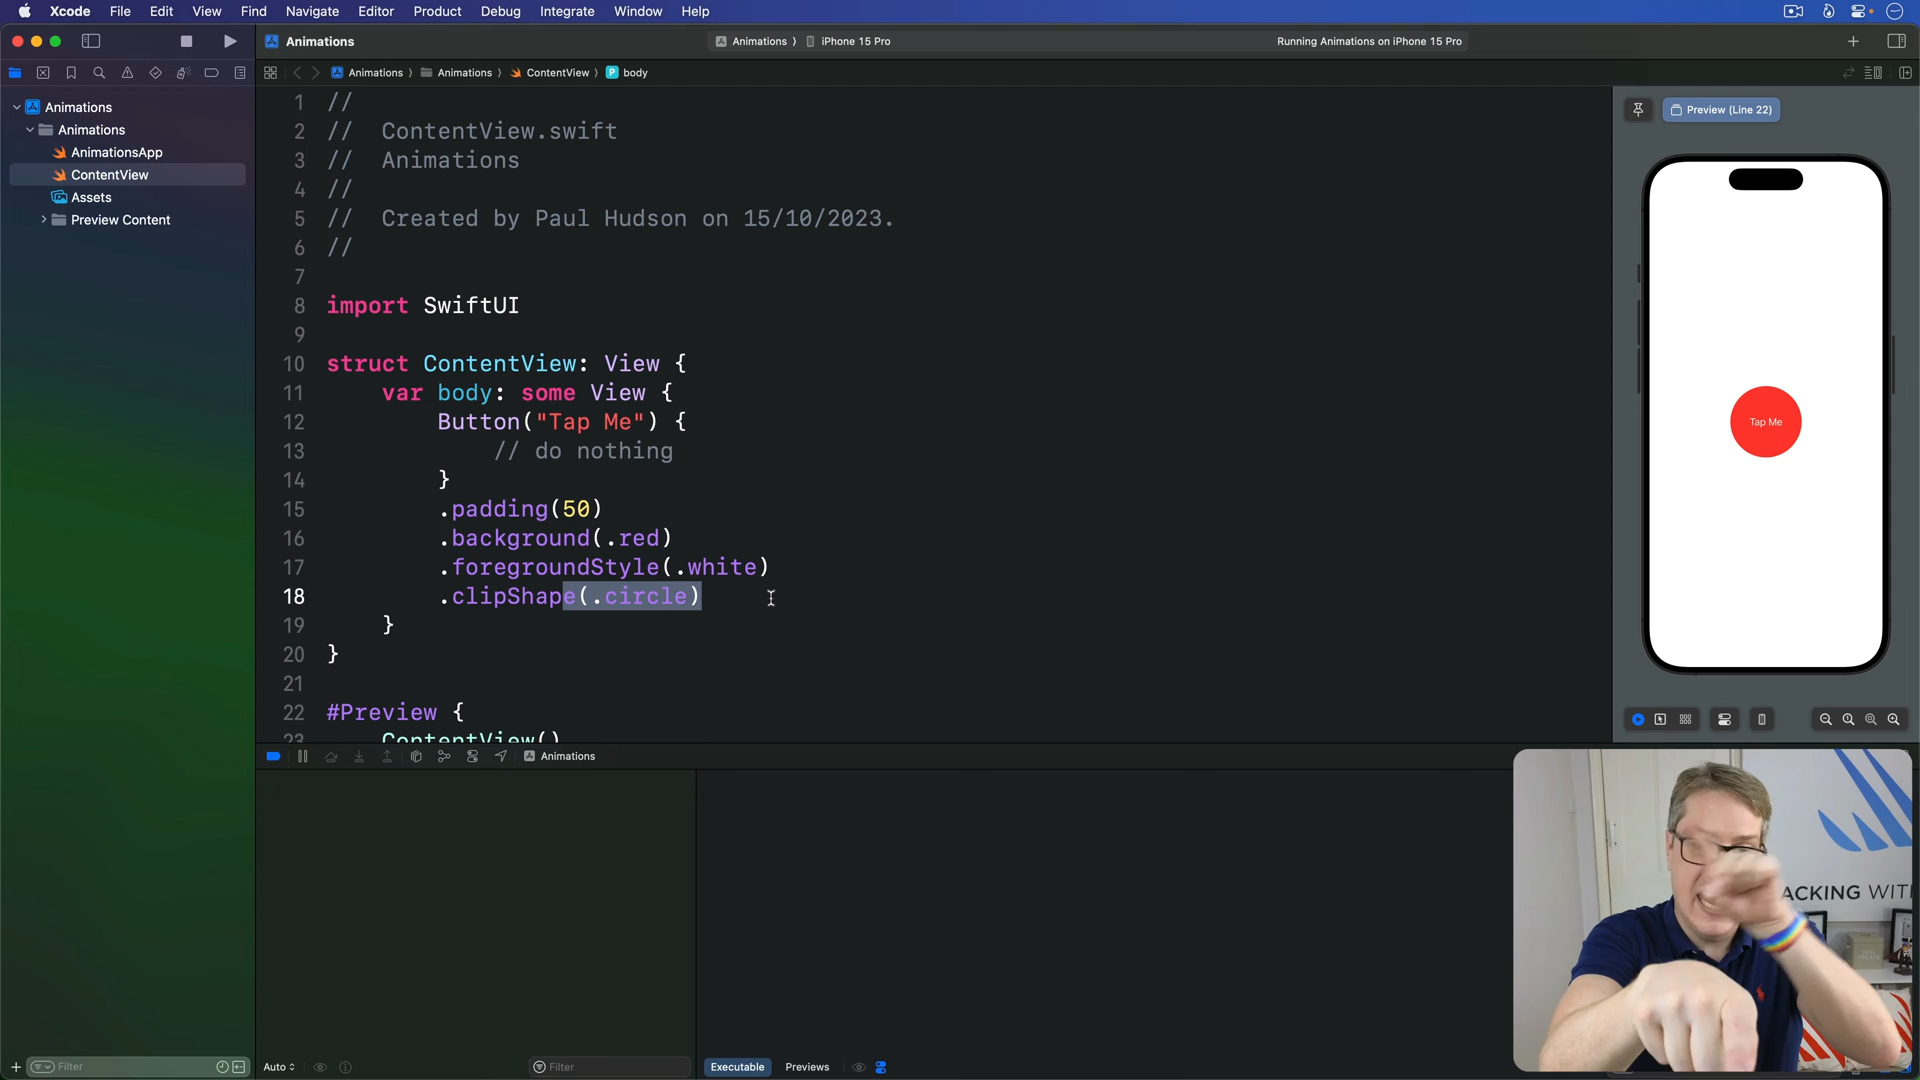 Xcode File Edit View Find Navigate Editor Product Debug Integrate Window Help
Animations
Animations
iPhone 15 Pro
Running Animations on iPhone 15 Pro
Animations
Animations
ContentView
body
Animations
Animations
AnimationsApp
ContentView
Assets
Preview Content
1 //
2 // ContentView.swift
3 // Animations
4 //
5 // Created by Paul Hudson on 15/10/2023.
6 //
7
8 import SwiftUI
9
10 struct ContentView: View {
11 var body: some View {
12 Button("Tap Me") {
13 // do nothing
14 }
15 .padding(50)
16 .background(.red)
17 .foregroundStyle(.white)
18 .clipShape(.circle)
19 }
20 }
21
22 #Preview {
23 ContentView()
Preview (Line 22)
Tap Me
Animations
ACKING WIT
Filter
Auto
Filter
Executable
Previews